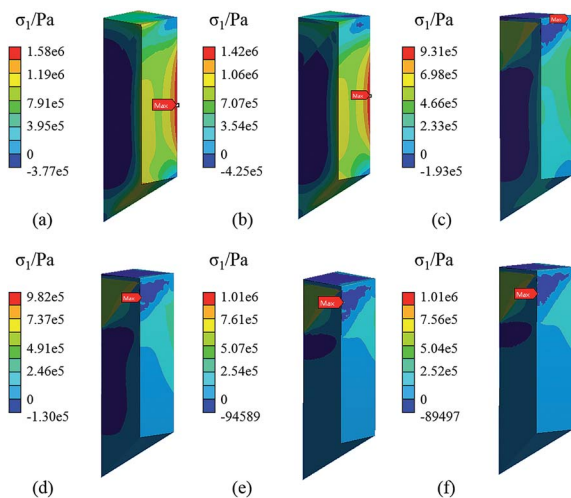 σ₁/Pa
1.58e6
1.19e6
7.91e5
3.95e5
0
-3.77e5
Max
(a)
σ₁/Pa
1.42e6
1.06e6
7.07e5
3.54e5
0
-4.25e5
Max
(b)
σ₁/Pa
9.31e5
6.98e5
4.66e5
2.33e5
0
-1.93e5
Max
(c)
σ₁/Pa
9.82e5
7.37e5
4.91e5
2.46e5
0
-1.30e5
Max
(d)
σ₁/Pa
1.01e6
7.61e5
5.07e5
2.54e5
0
-94589
Max
(e)
σ₁/Pa
1.01e6
7.56e5
5.04e5
2.52e5
0
-89497
Max
(f)